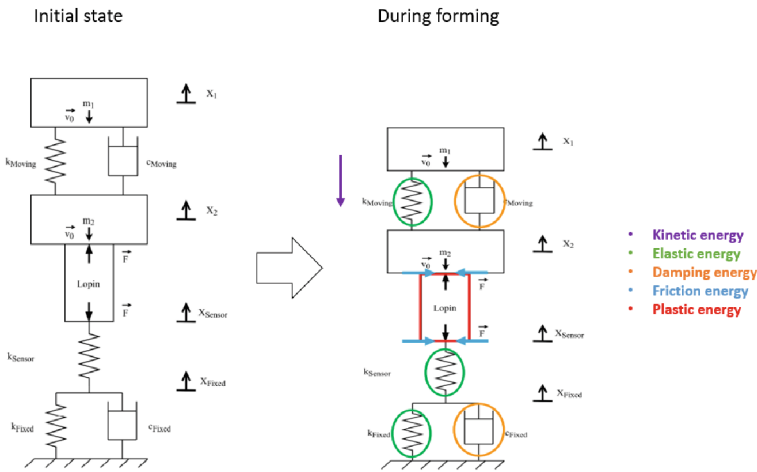 Initial state
During forming
m₁
v₀
X₁
kMoving
cMoving
m₂
v₀
X₂
F
Lopin
F
XSensor
kSensor
XFixed
kFixed
cFixed
m₁
v₀
X₁
kMoving
cMoving
m₂
v₀
X₂
F
Lopin
F
XSensor
kSensor
XFixed
kFixed
cFixed
• Kinetic energy
• Elastic energy
• Damping energy
• Friction energy
• Plastic energy